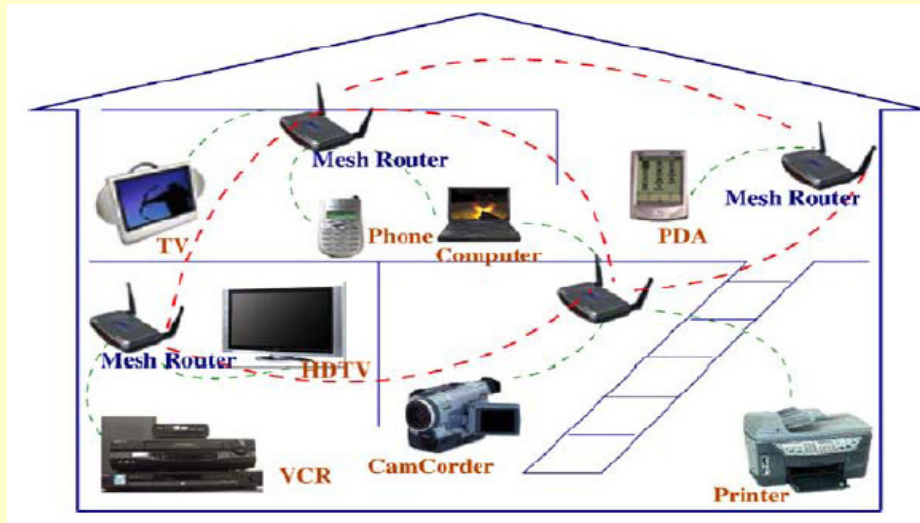 Mesh Router
Mesh Router
TV
Phone
Computer
PDA
Mesh Router
HDTV
VCR
CamCorder
Printer